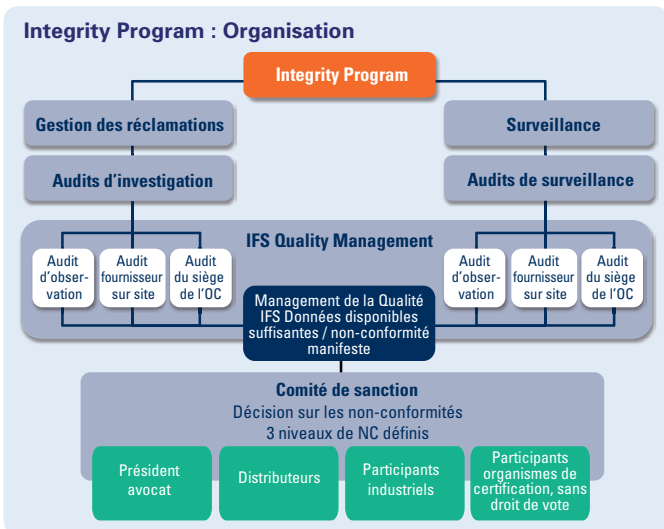 Integrity Program : Organisation
Integrity Program
Gestion des réclamations
Surveillance
Audits d'investigation
Audits de surveillance
IFS Quality Management
Audit
d'obser-
vation
Audit
fournisseur
sur site
Audit
du siège
de l'OC
Audit
d'obser-
vation
Audit
fournisseur
sur site
Audit
du siège
de l'OC
Management de la Qualité
IFS Données disponibles
suffisantes / non-conformité
manifeste
Comité de sanction
Décision sur les non-conformités
3 niveaux de NC définis
Président
avocat
Distributeurs
Participants
industriels
Participants
organismes de
certification, sans
droit de vote